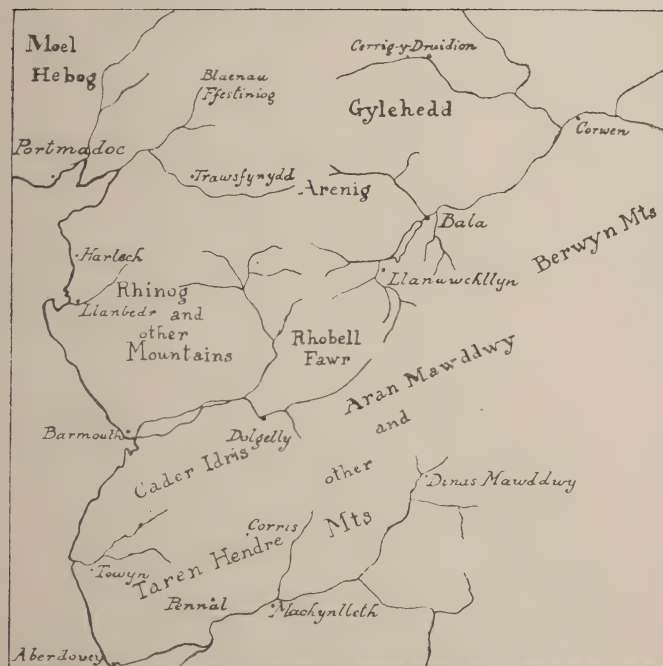 Moel
Hebog
Cerrig-y-Druidion
Blaenau
Ffestiniog
Gylehedd
Corwen
Portmadoc
Trawsfynydd
Arenig
Bala
Berwyn Mts
Harlech
Llanuwchllyn
Rhinog
Llanbedr and
other
Mountains
Rhobell
Fawr
Aran Mawddwy
and
other
Mts
Barmouth
Dolgelly
Cader Idris
Dinas Mawddwy
Corris
Taren Hendre
Towyn
Pennal
Machynlleth
Aberdovey